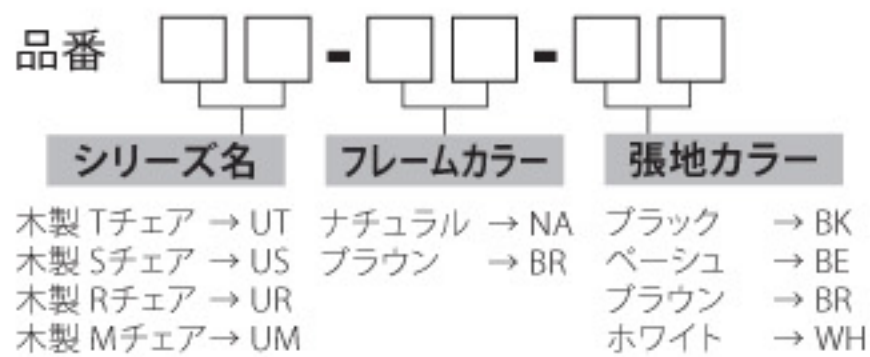 品番 □□-□□-□□
シリーズ名 フレームカラー 張地カラー
木製 Tチェア → UT ナチュラル → NA ブラック → BK
木製 Sチェア → US ブラウン → BR ベーシュ → BE
木製 Rチェア → UR ブラウン → BR
木製 Mチェア→ UM ホワイト → WH